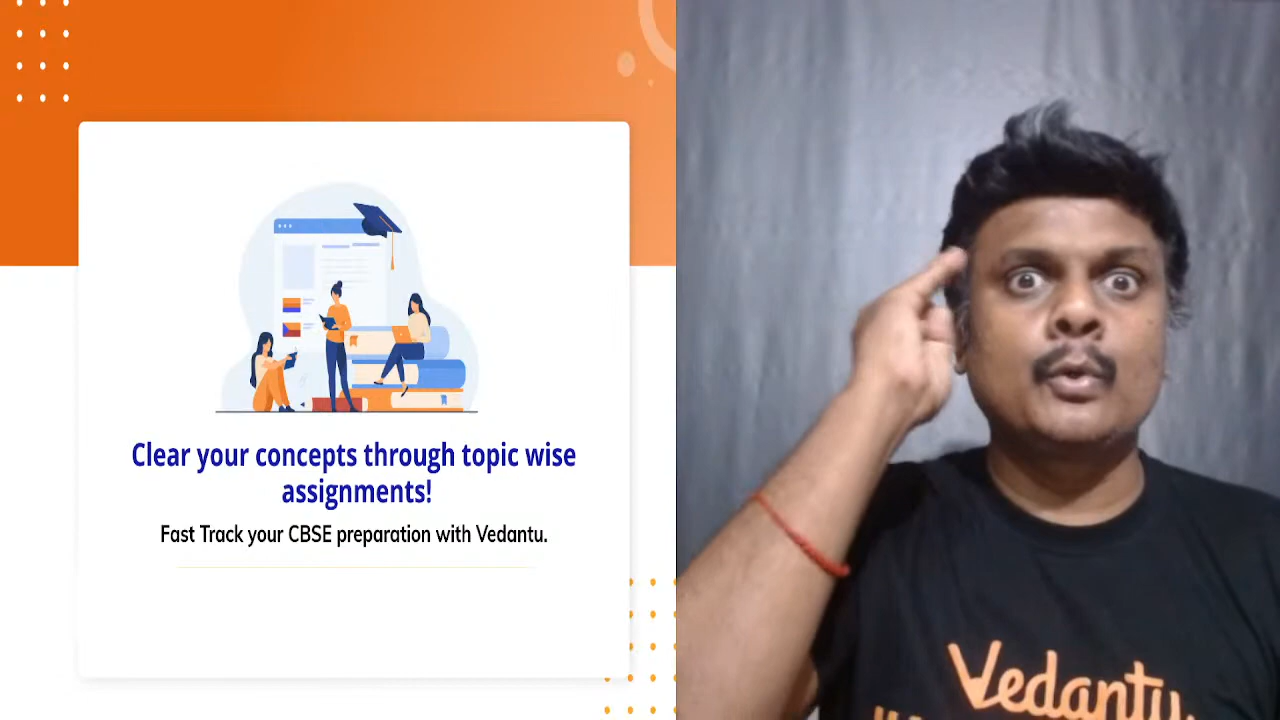 Clear your concepts through topic wise
assignments!
Fast Track your CBSE preparation with Vedantu.
Vedantu